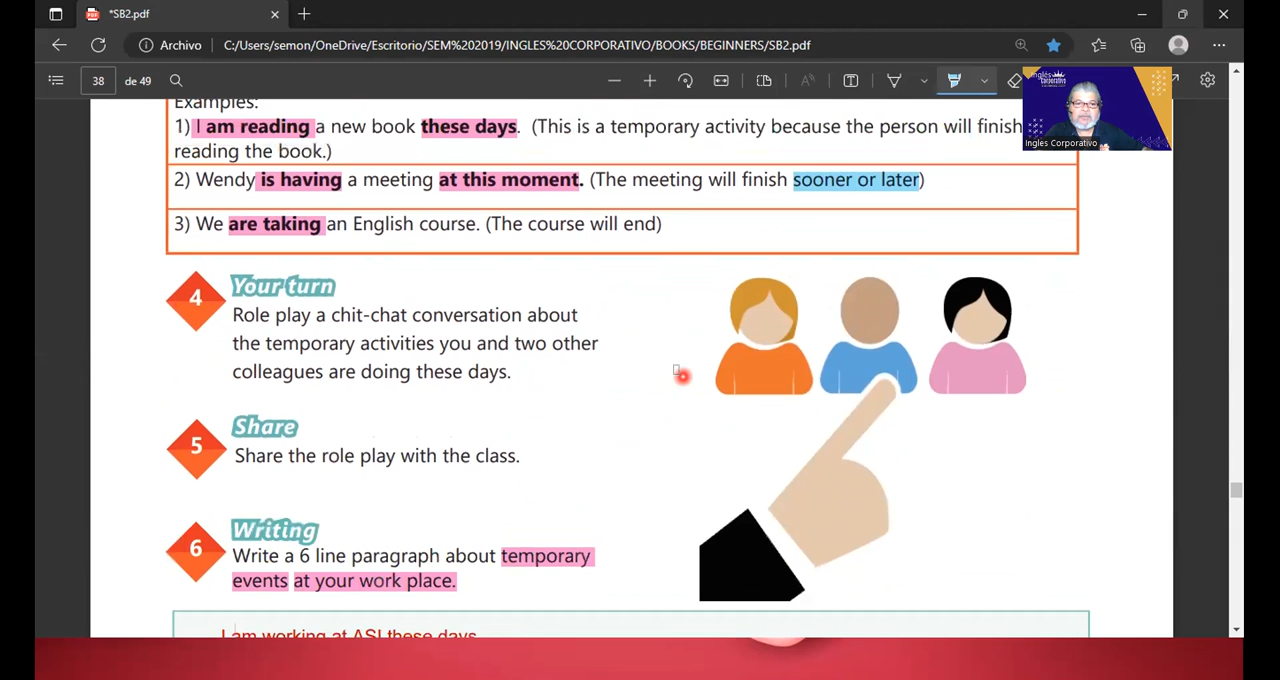 *SB2.pdf
Archivo
C:/Users/semon/OneDrive/Escritorio/SEM%202019/INGLES%20CORPORATIVO/BOOKS/BEGINNERS/SB2.pdf
38
de 49
Inglés
Corporativo
Ingles Corporativo
Examples:
1) I am reading a new book these days. (This is a temporary activity because the person will finish
reading the book.)
2) Wendy is having a meeting at this moment. (The meeting will finish sooner or later)
3) We are taking an English course. (The course will end)
4
Your turn
Role play a chit-chat conversation about
the temporary activities you and two other
colleagues are doing these days.
5
Share
Share the role play with the class.
6
Writing
Write a 6 line paragraph about temporary
events at your work place.
I am working at ASI these days